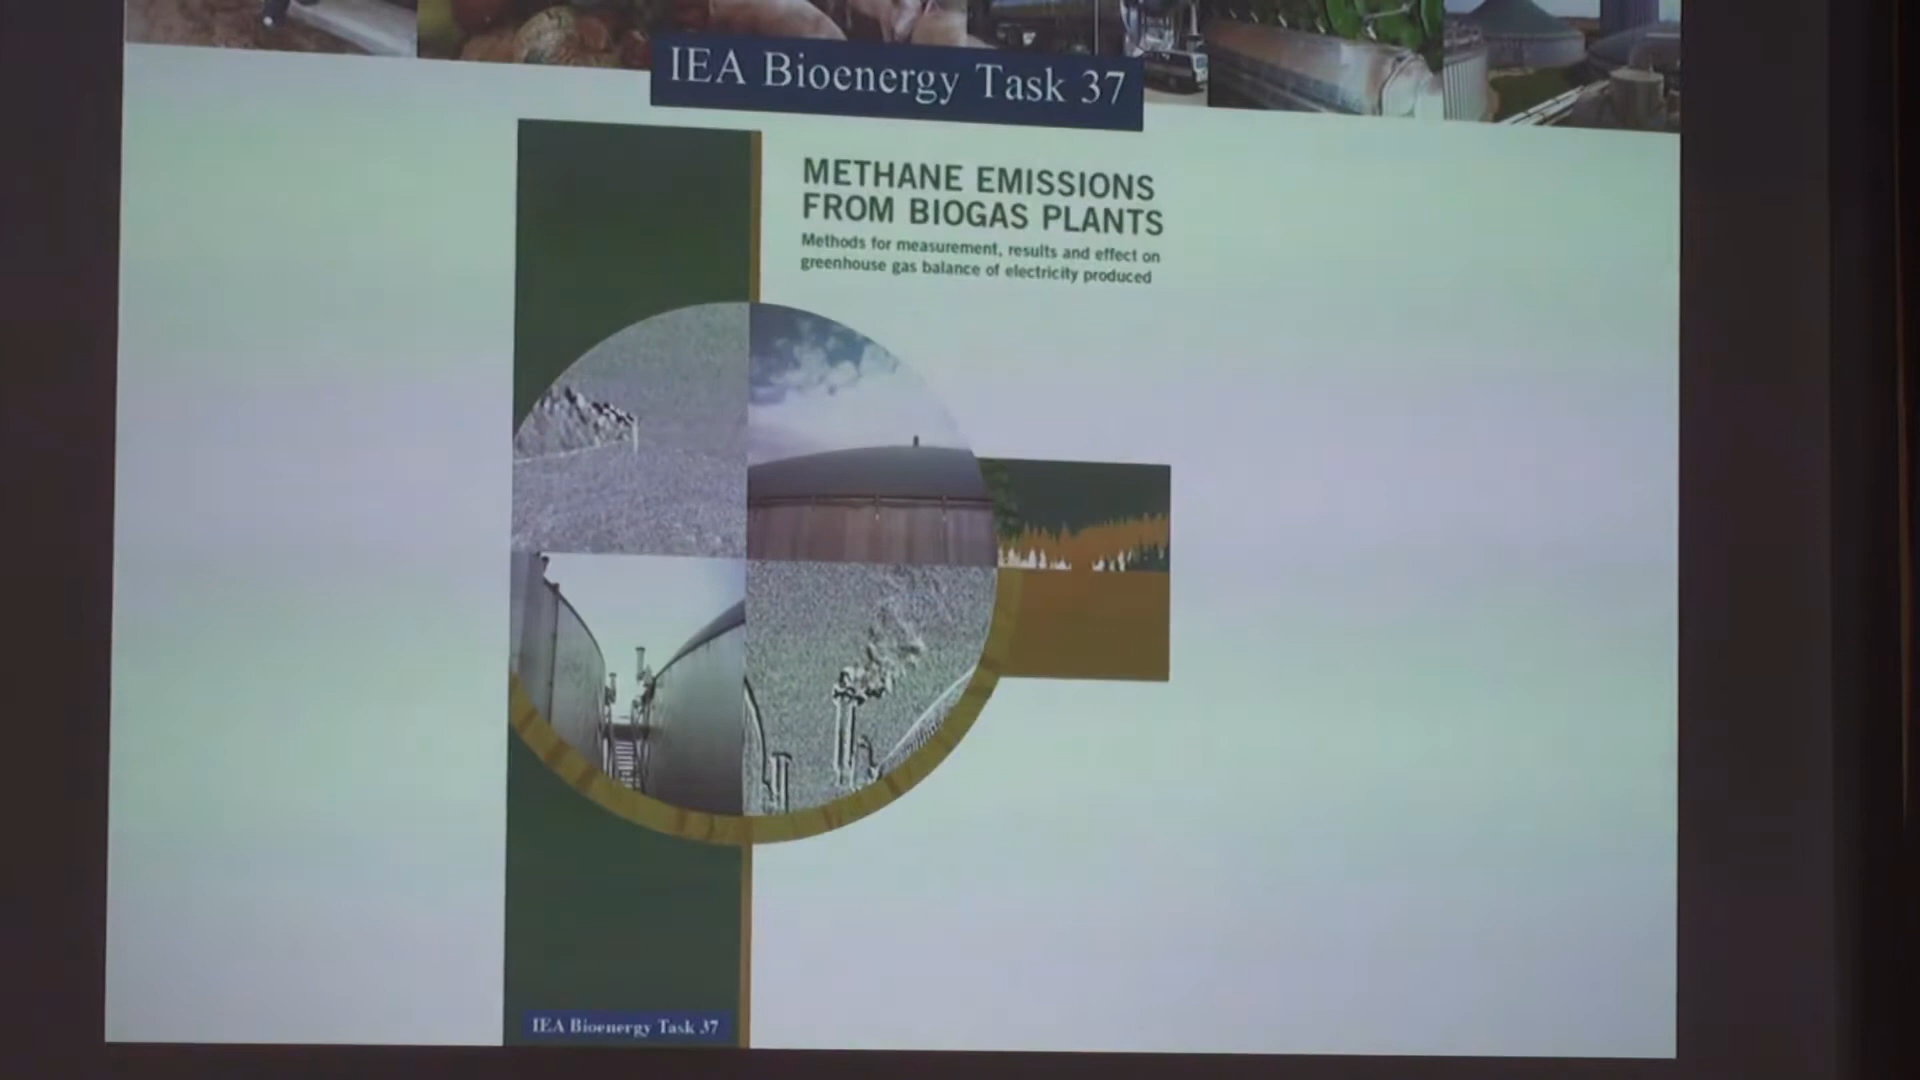 IEA Bioenergy Task 37
METHANE EMISSIONS
FROM BIOGAS PLANTS
Methods for measurement, results and effect on
greenhouse gas balance of electricity produced
IEA Bioenergy Task 37